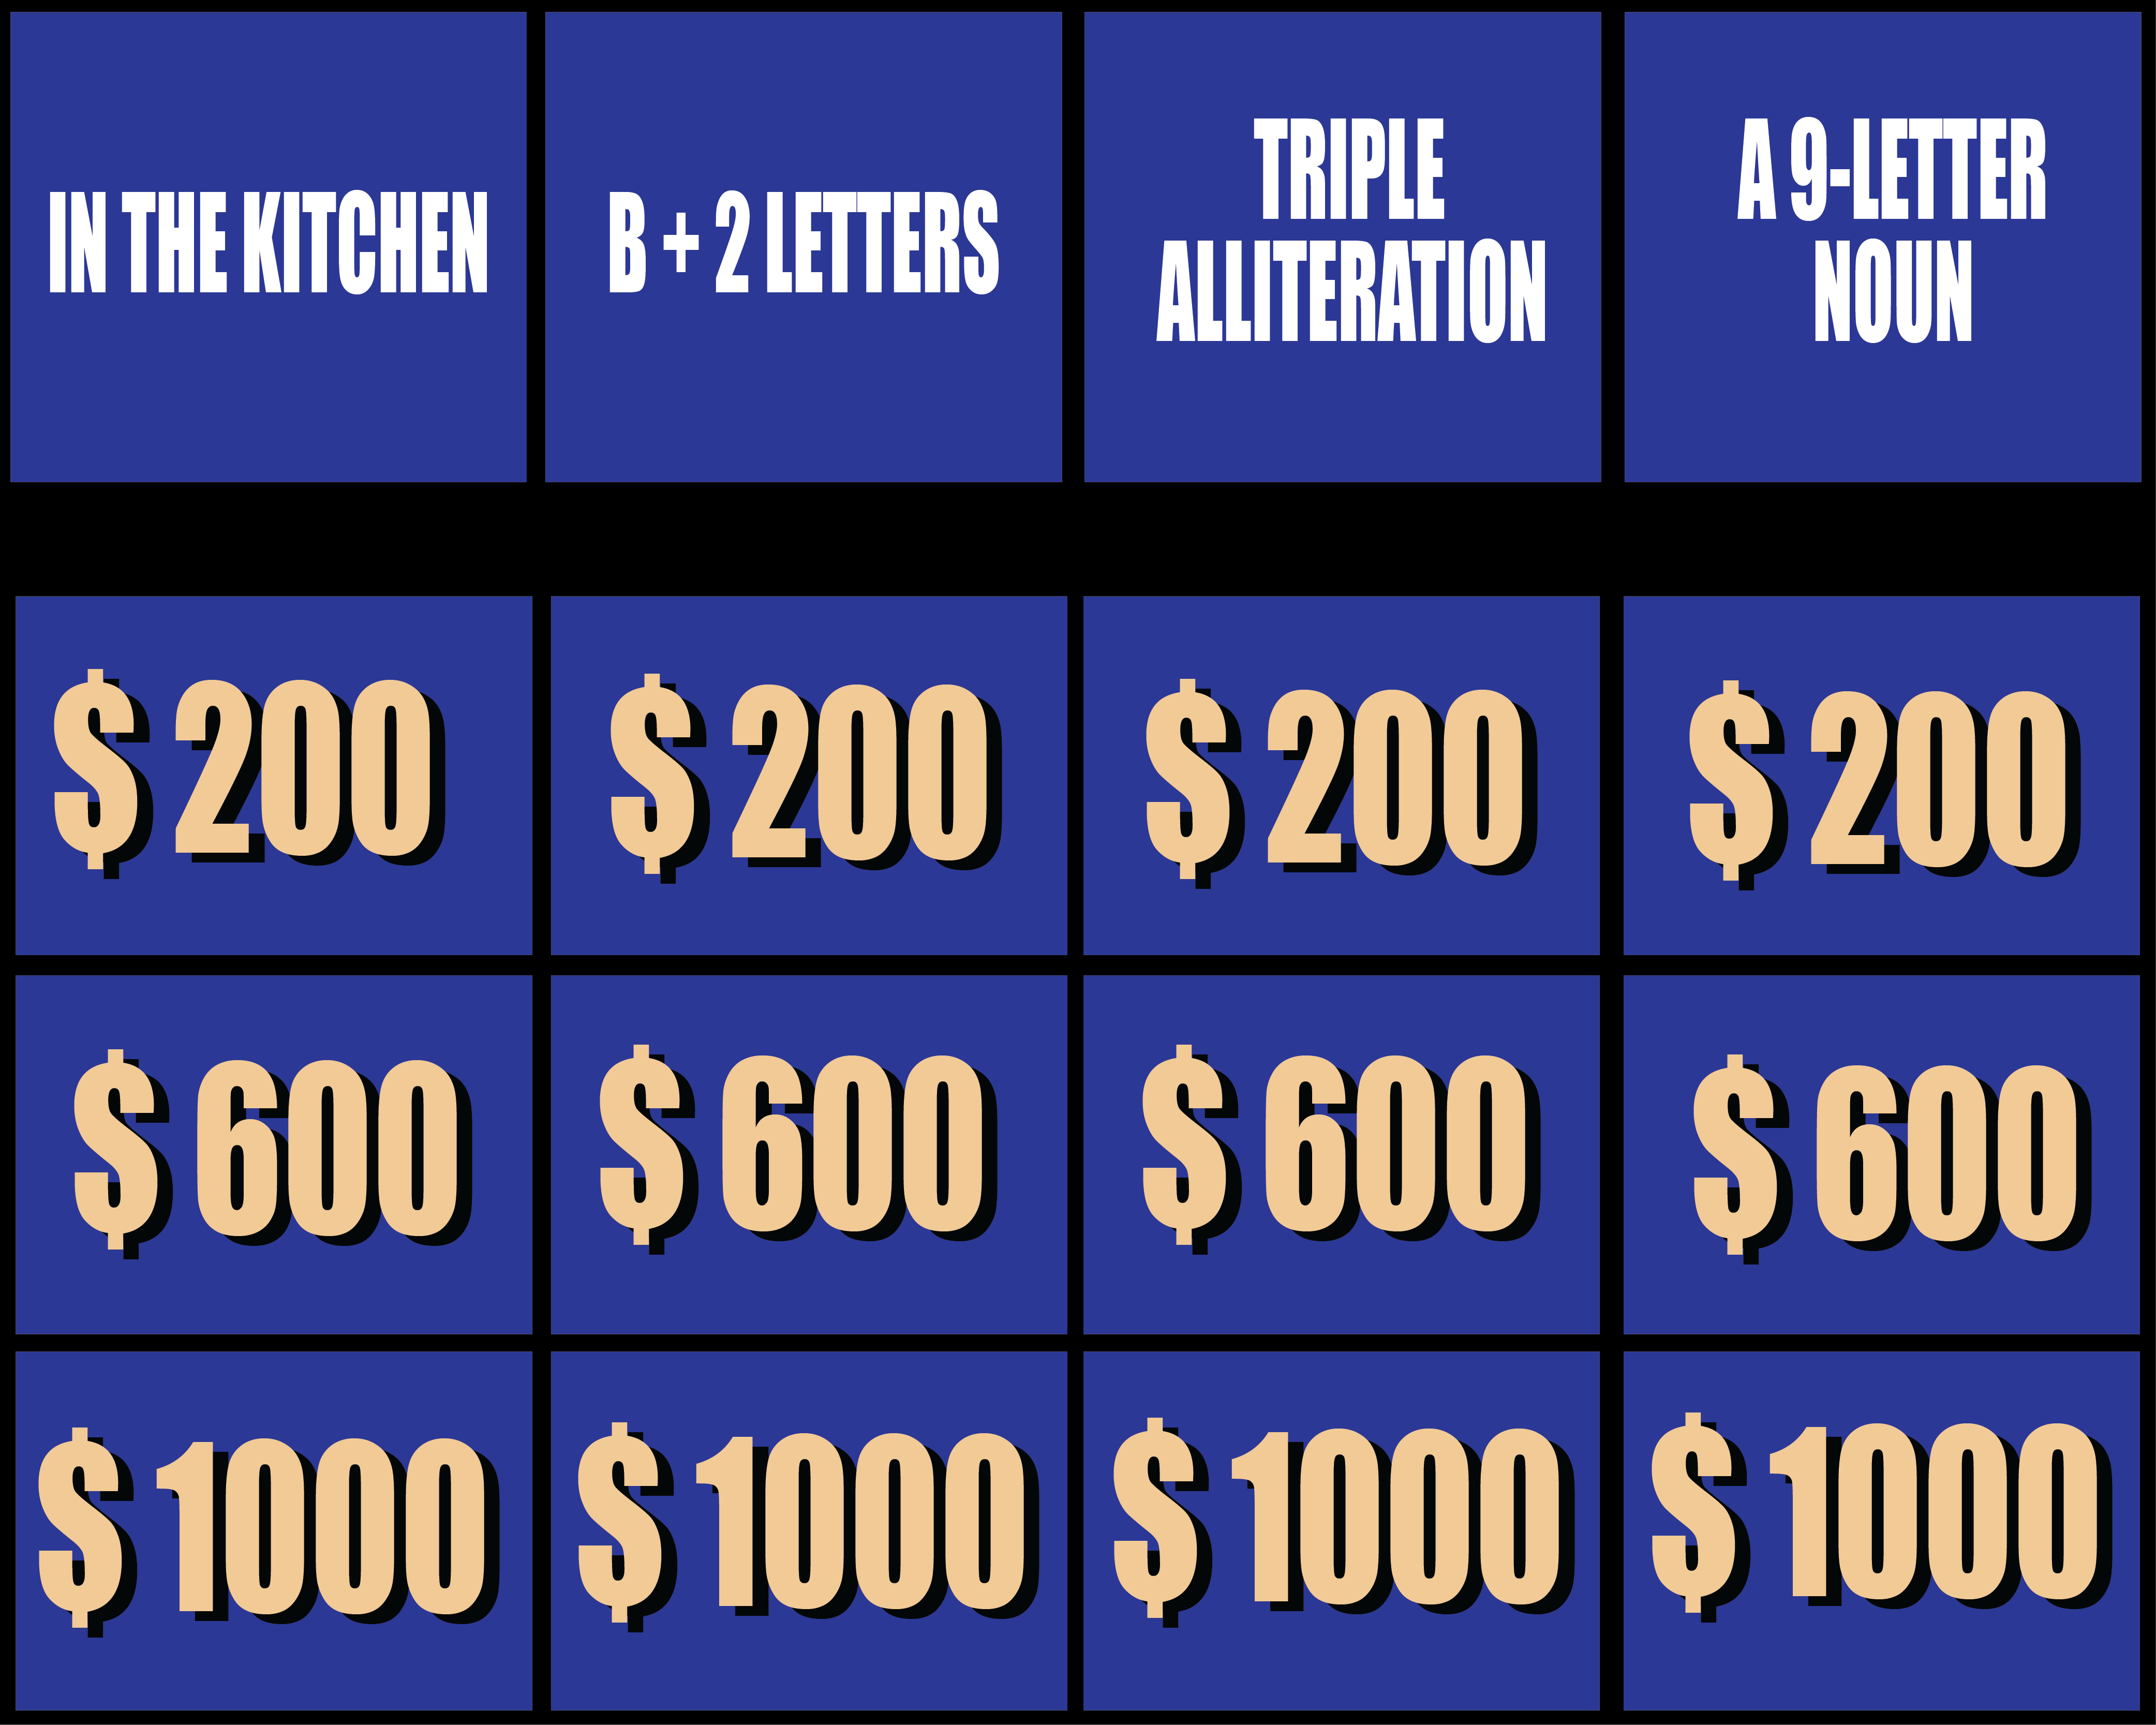 IN THE KITCHEN
B + 2 LETTERS
TRIPLE
ALLITERATION
A 9-LETTER
NOUN
$ 200
$ 200
$ 200
$ 200
$ 600
$ 600
$ 600
$ 600
$ 1000
$ 1000
$ 1000
$ 1000